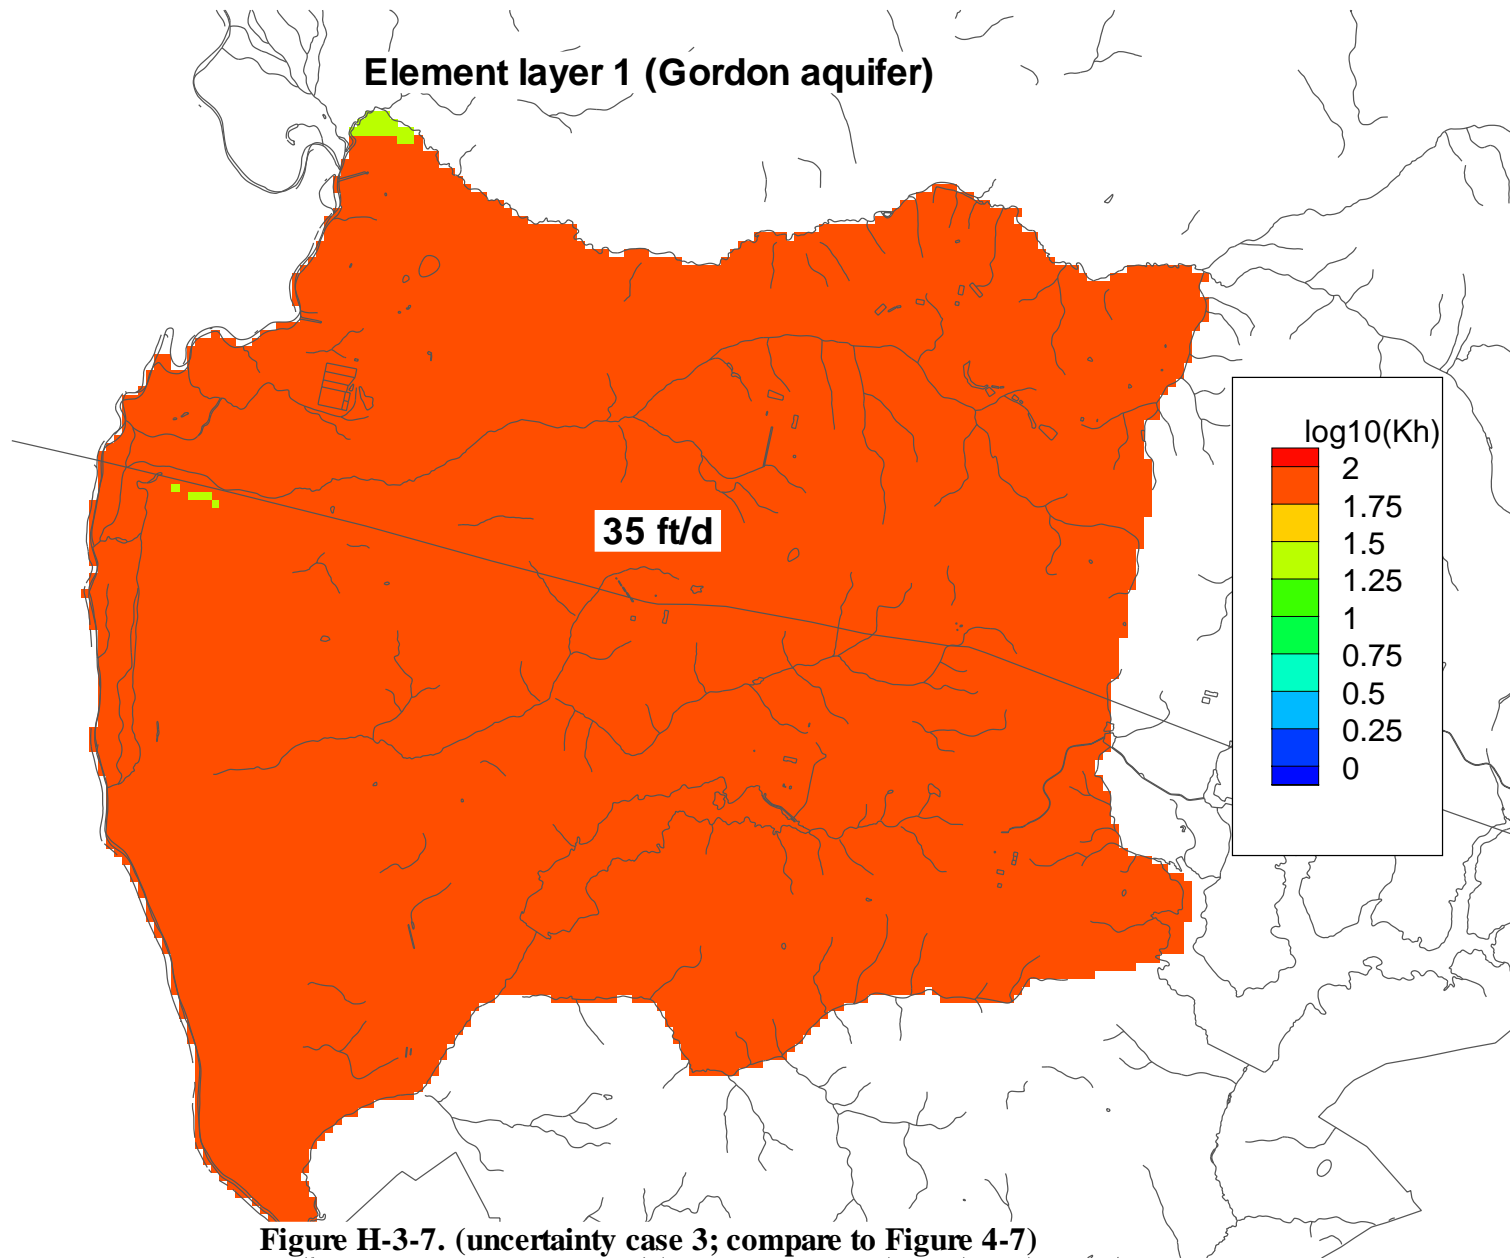 Element layer 1 (Gordon aquifer)
35 ft/d
log10(Kh)
2
1.75
1.5
1.25
1
0.75
0.5
0.25
0
Figure H-3-7. (uncertainty case 3; compare to Figure 4-7)